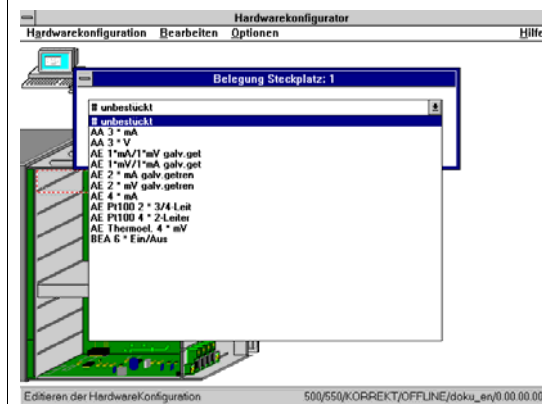 Hardwarekonfigurator
Hardwarekonfiguration Bearbeiten Optionen Hilfe
Belegung Steckplatz: 1
# unbestückt
# unbestückt
AA 3 * mA
AA 3 * V
AE 1*mA/1*mV galv.get
AE 1*mV/1*mA galv.get
AE 2 * mA galv.getren
AE 2 * mV galv.getren
AE 4 * mA
AE Pt100 2 * 3/4-Leit
AE Pt100 4 * 2-Leiter
AE Thermoel. 4 * mV
BEA 6 * Ein/Aus
Editieren der HardwareKonfiguration 500/550/KORREKT/OFFLINE/doku_en/0.00.00.00